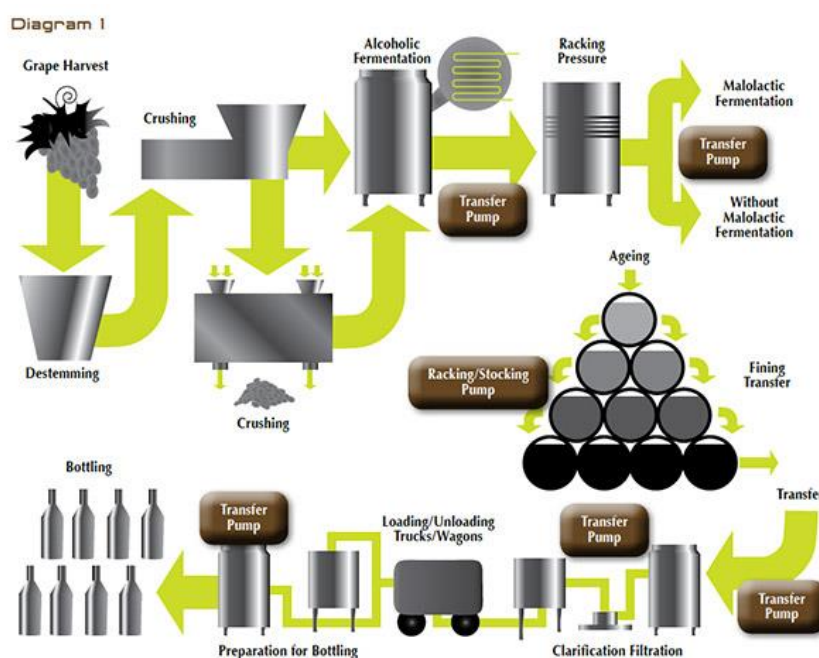 Diagram 1
Grape Harvest
Crushing
Alcoholic
Fermentation
Racking
Pressure
Malolactic
Fermentation
Transfer
Pump
Transfer
Pump
Without
Malolactic
Fermentation
Destemming
Crushing
Ageing
Racking/Stocking
Pump
Fining
Transfer
Bottling
Transfer
Pump
Loading/Unloading
Trucks/Wagons
Transfer
Pump
Transfer
Transfer
Pump
Preparation for Bottling
Clarification Filtration